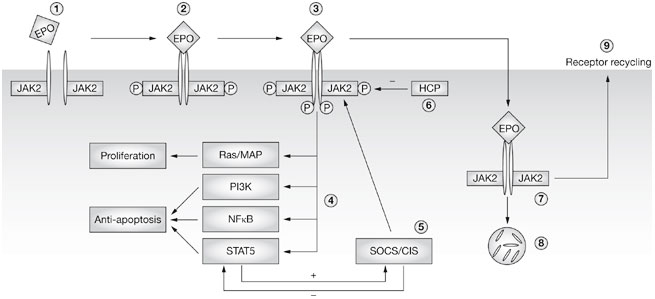 1
2
3
9
EPO
EPO
EPO
Receptor recycling
JAK2 JAK2
P JAK2 JAK2 P
P JAK2 JAK2 P
− HCP
P P
6
EPO
Proliferation
Ras/MAP
PI3K
JAK2 JAK2
4
7
Anti-apoptosis
NFκB
5
STAT5
SOCS/CIS
8
+
−